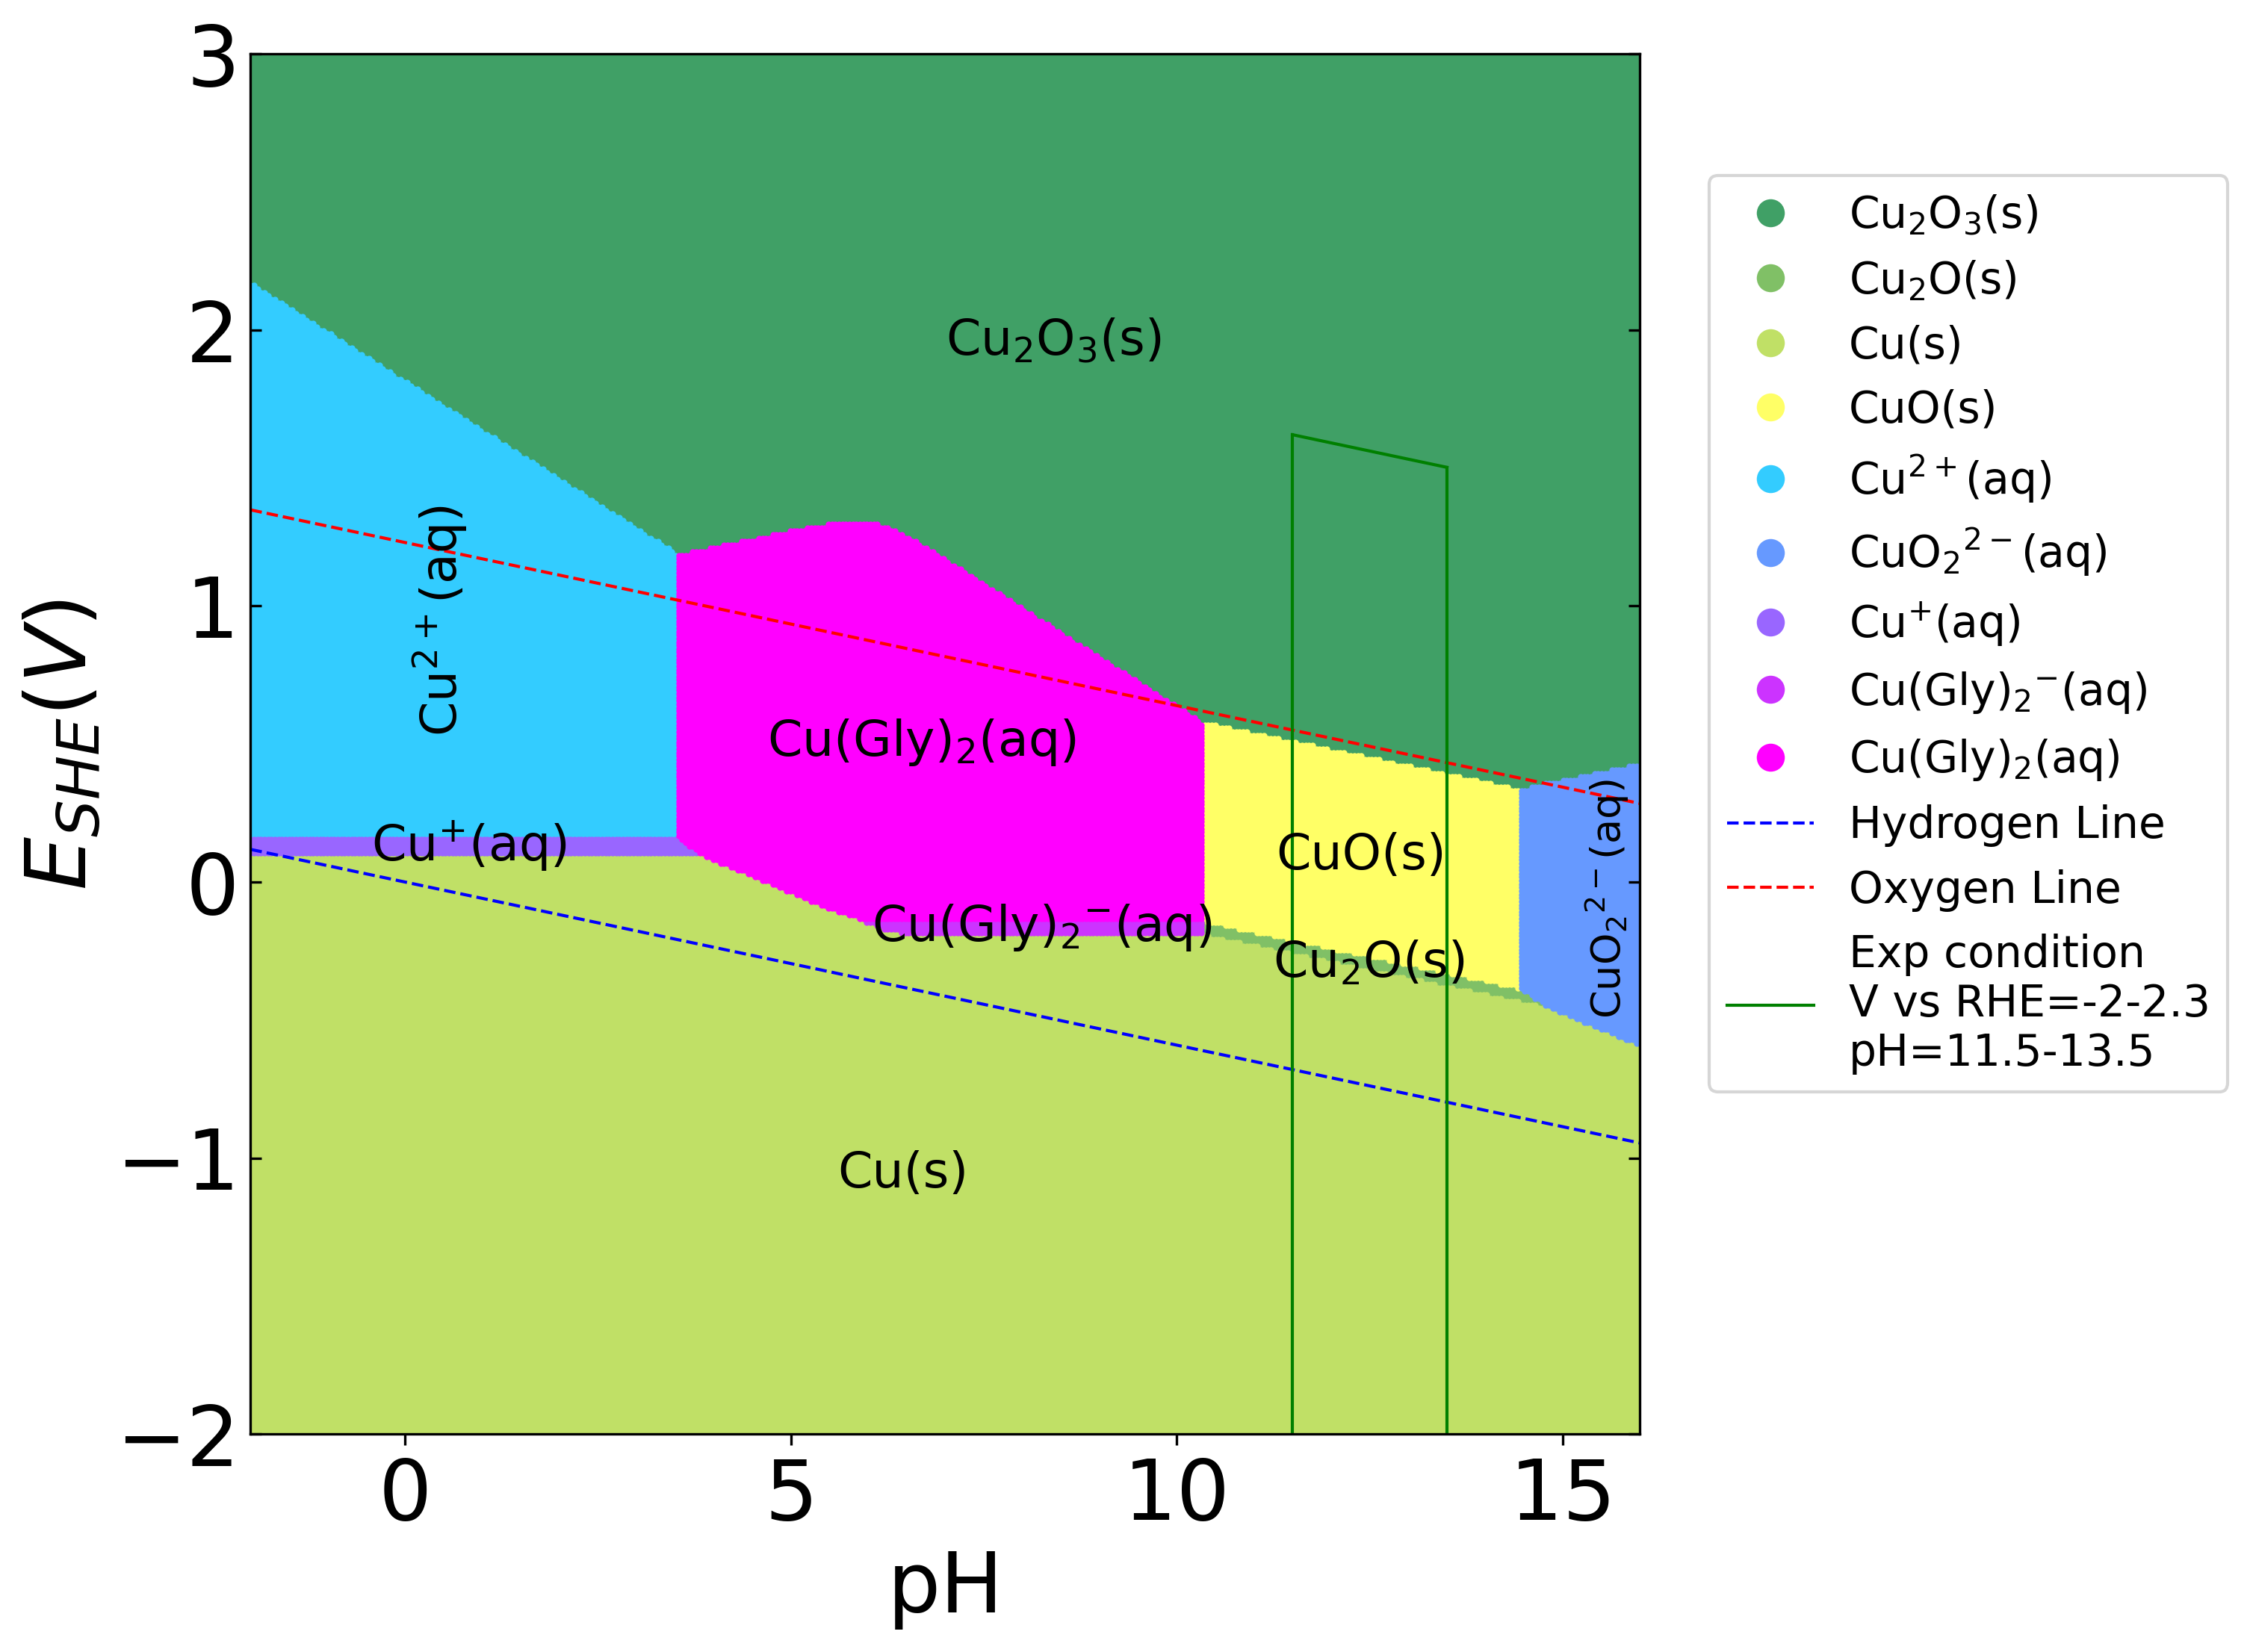 3
2
1
0
−1
−2
E_SHE(V)
0 5 10 15
pH
Cu₂O₃(s)
Cu²⁺(aq)
Cu(Gly)₂(aq)
Cu⁺(aq)
CuO(s)
Cu(Gly)₂⁻(aq)
Cu₂O(s)
CuO₂²⁻(aq)
Cu(s)
Cu₂O₃(s)
Cu₂O(s)
Cu(s)
CuO(s)
Cu²⁺(aq)
CuO₂²⁻(aq)
Cu⁺(aq)
Cu(Gly)₂⁻(aq)
Cu(Gly)₂(aq)
Hydrogen Line
Oxygen Line
Exp condition
V vs RHE=-2-2.3
pH=11.5-13.5